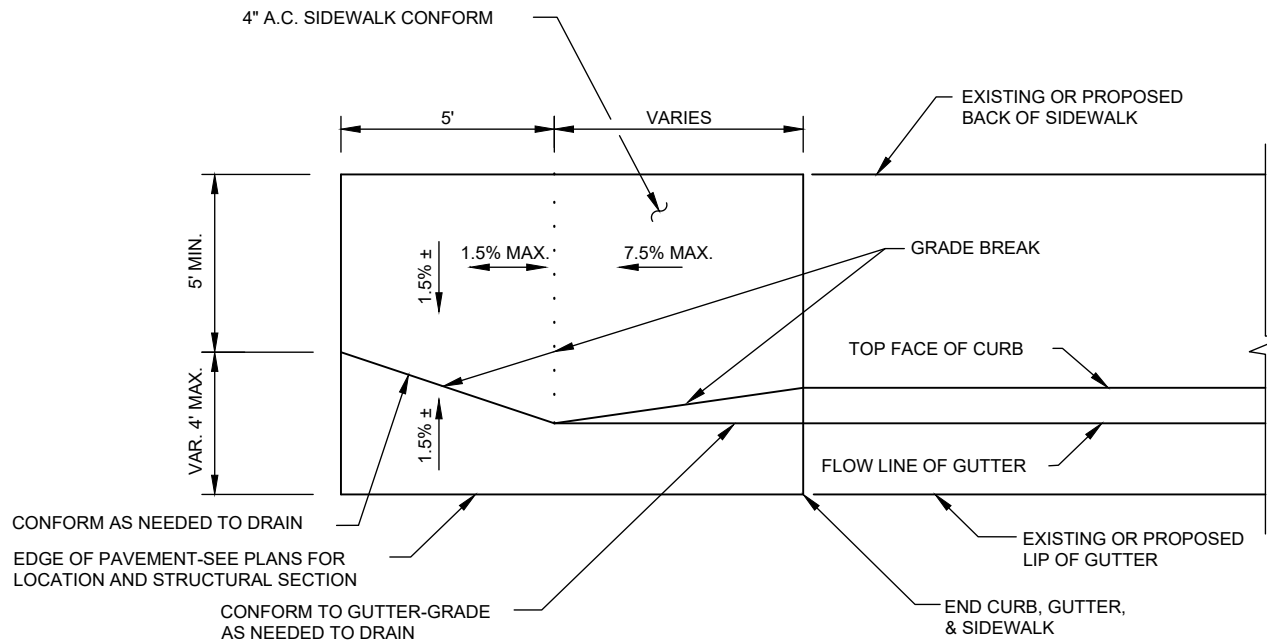 4" A.C. SIDEWALK CONFORM
5'
VARIES
EXISTING OR PROPOSED
BACK OF SIDEWALK
5' MIN.
1.5% ±
1.5% MAX.
7.5% MAX.
GRADE BREAK
TOP FACE OF CURB
VAR. 4' MAX.
1.5% ±
FLOW LINE OF GUTTER
CONFORM AS NEEDED TO DRAIN
EDGE OF PAVEMENT-SEE PLANS FOR
LOCATION AND STRUCTURAL SECTION
EXISTING OR PROPOSED
LIP OF GUTTER
CONFORM TO GUTTER-GRADE
AS NEEDED TO DRAIN
END CURB, GUTTER,
& SIDEWALK